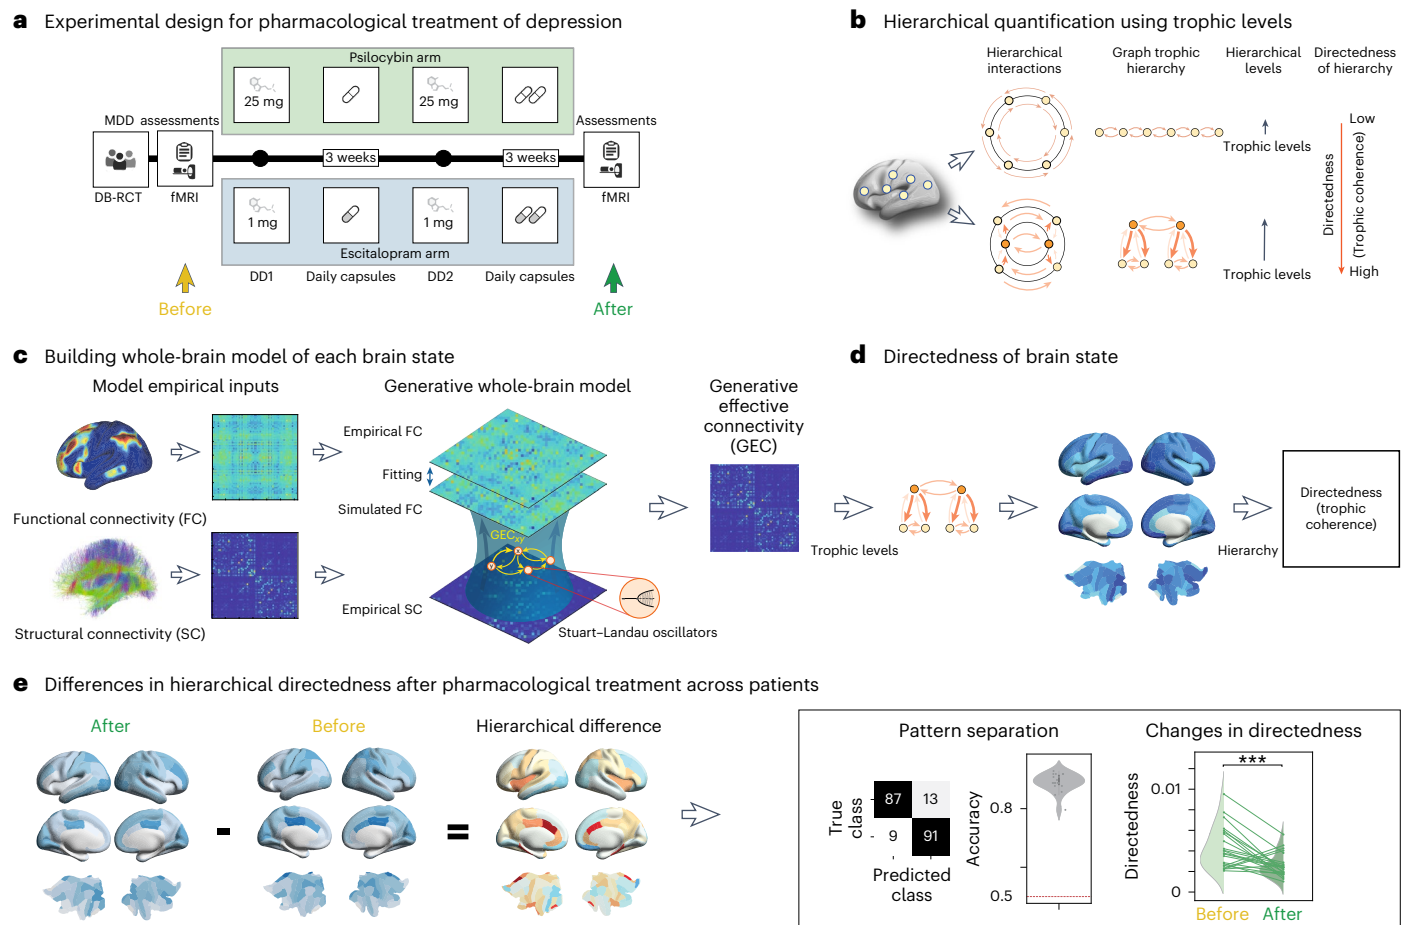 a Experimental design for pharmacological treatment of depression
Psilocybin arm
25 mg
25 mg
MDD assessments
Assessments
3 weeks
3 weeks
DB-RCT
fMRI
fMRI
1 mg
1 mg
Escitalopram arm
DD1
Daily capsules
DD2
Daily capsules
Before
After
b Hierarchical quantification using trophic levels
Hierarchical
interactions
Graph trophic
hierarchy
Hierarchical
levels
Directedness
of hierarchy
Low
Trophic levels
Directedness
(Trophic coherence)
Trophic levels
High
c Building whole-brain model of each brain state
Model empirical inputs
Generative whole-brain model
Generative
effective
connectivity
(GEC)
Empirical FC
Fitting
Simulated FC
Functional connectivity (FC)
GECxy
x
y
Empirical SC
Structural connectivity (SC)
Stuart–Landau oscillators
d Directedness of brain state
Trophic levels
Hierarchy
Directedness
(trophic
coherence)
e Differences in hierarchical directedness after pharmacological treatment across patients
After
Before
Hierarchical difference
-
=
Pattern separation
True
class
87 13
9 91
Predicted
class
Accuracy
0.8
0.5
Changes in directedness
***
Directedness
0.01
0
Before
After